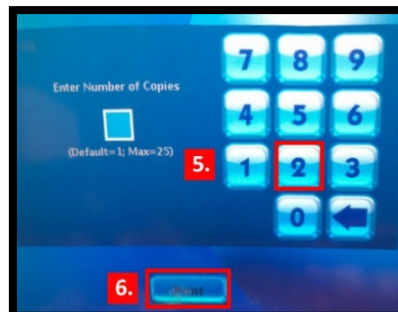 7 8 9
Enter Number of Copies
4 5 6
(Default=1; Max=25)
5. 1 2 3
0
6. Print